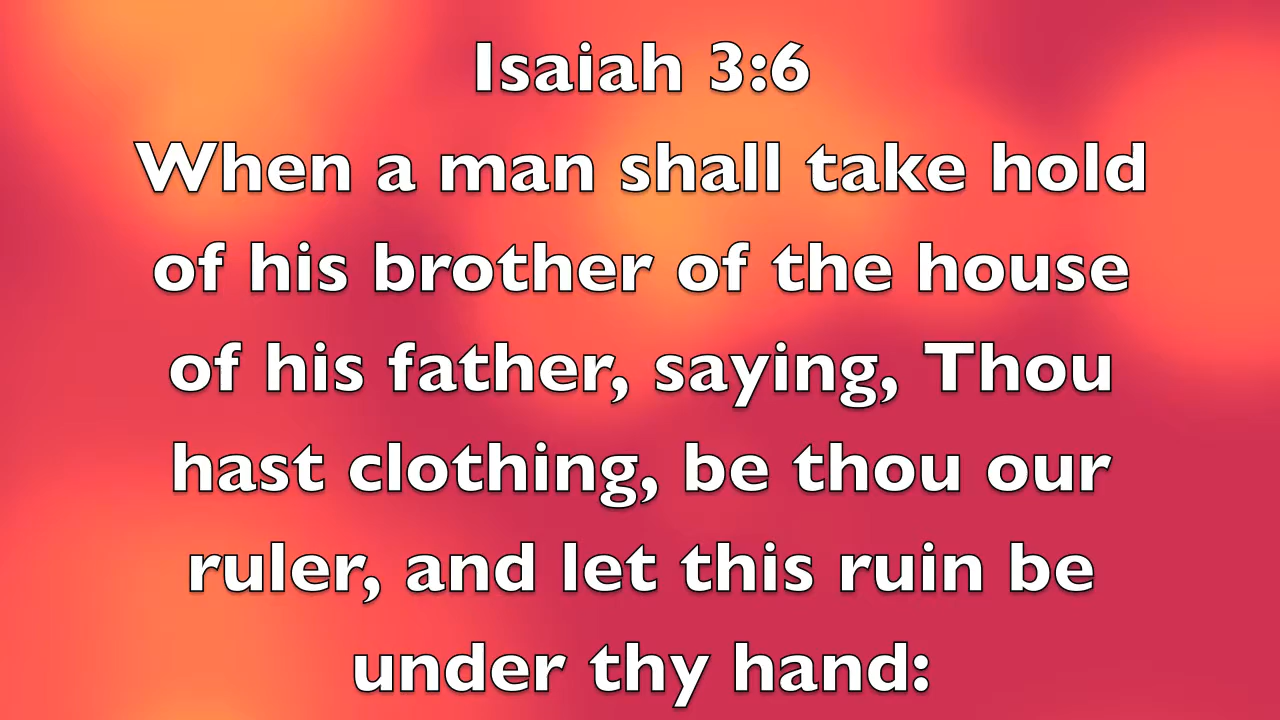 Isaiah 3:6
When a man shall take hold
of his brother of the house
of his father, saying, Thou
hast clothing, be thou our
ruler, and let this ruin be
under thy hand: